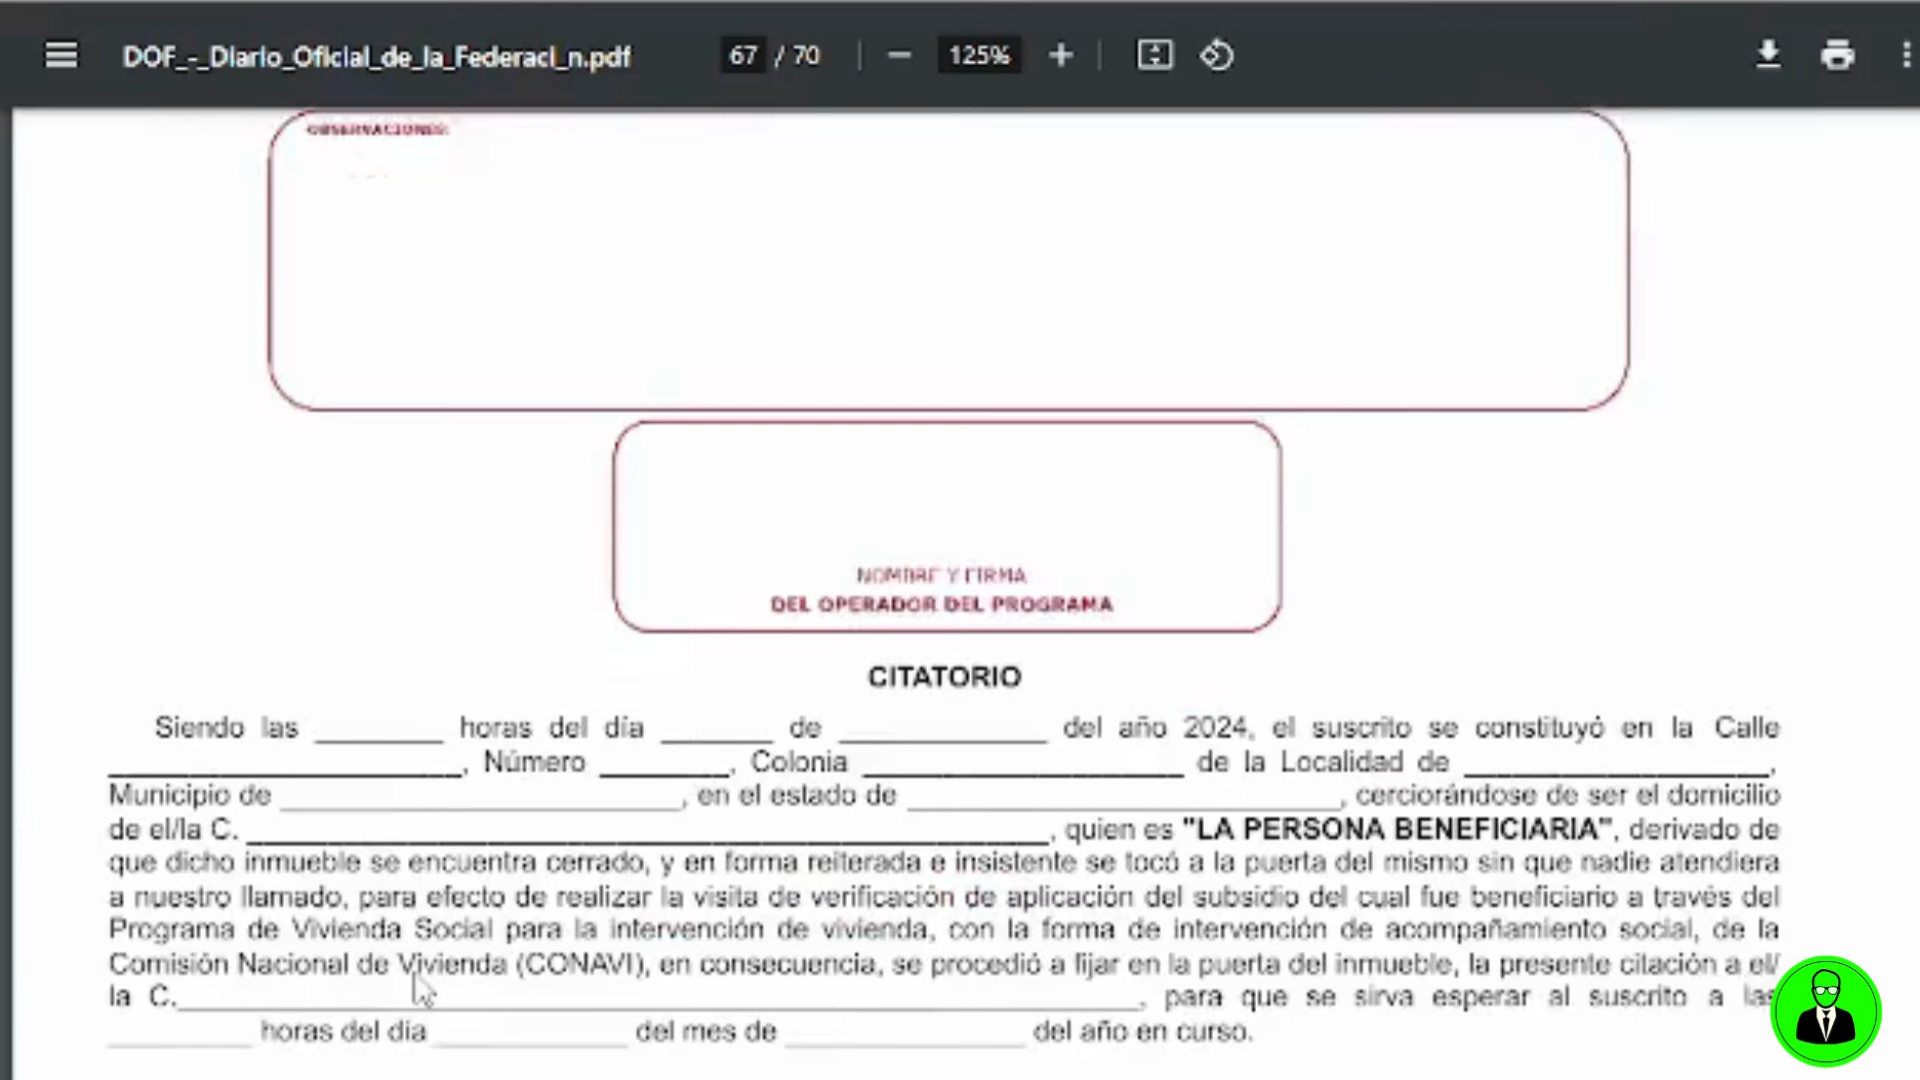 DOF_-_Diario_Oficial_de_la_Federaci_n.pdf 67 / 70 125%
OBSERVACIONES:
NOMBRE Y FIRMA
DEL OPERADOR DEL PROGRAMA
CITATORIO
Siendo las ________ horas del día _______ de _____________ del año 2024, el suscrito se constituyó en la Calle
______________________, Número ________, Colonia ____________________ de la Localidad de ___________________,
Municipio de _________________________, en el estado de ___________________________, cerciorándose de ser el domicilio
de el/la C. __________________________________________________, quien es "LA PERSONA BENEFICIARIA", derivado de
que dicho inmueble se encuentra cerrado, y en forma reiterada e insistente se tocó a la puerta del mismo sin que nadie atendiera
a nuestro llamado, para efecto de realizar la visita de verificación de aplicación del subsidio del cual fue beneficiario a través del
Programa de Vivienda Social para la intervención de vivienda, con la forma de intervención de acompañamiento social, de la
Comisión Nacional de Vivienda (CONAVI), en consecuencia, se procedió a fijar en la puerta del inmueble, la presente citación a el/
la C.____________________________________________________________, para que se sirva esperar al suscrito a las
_________ horas del día ____________ del mes de _______________ del año en curso.